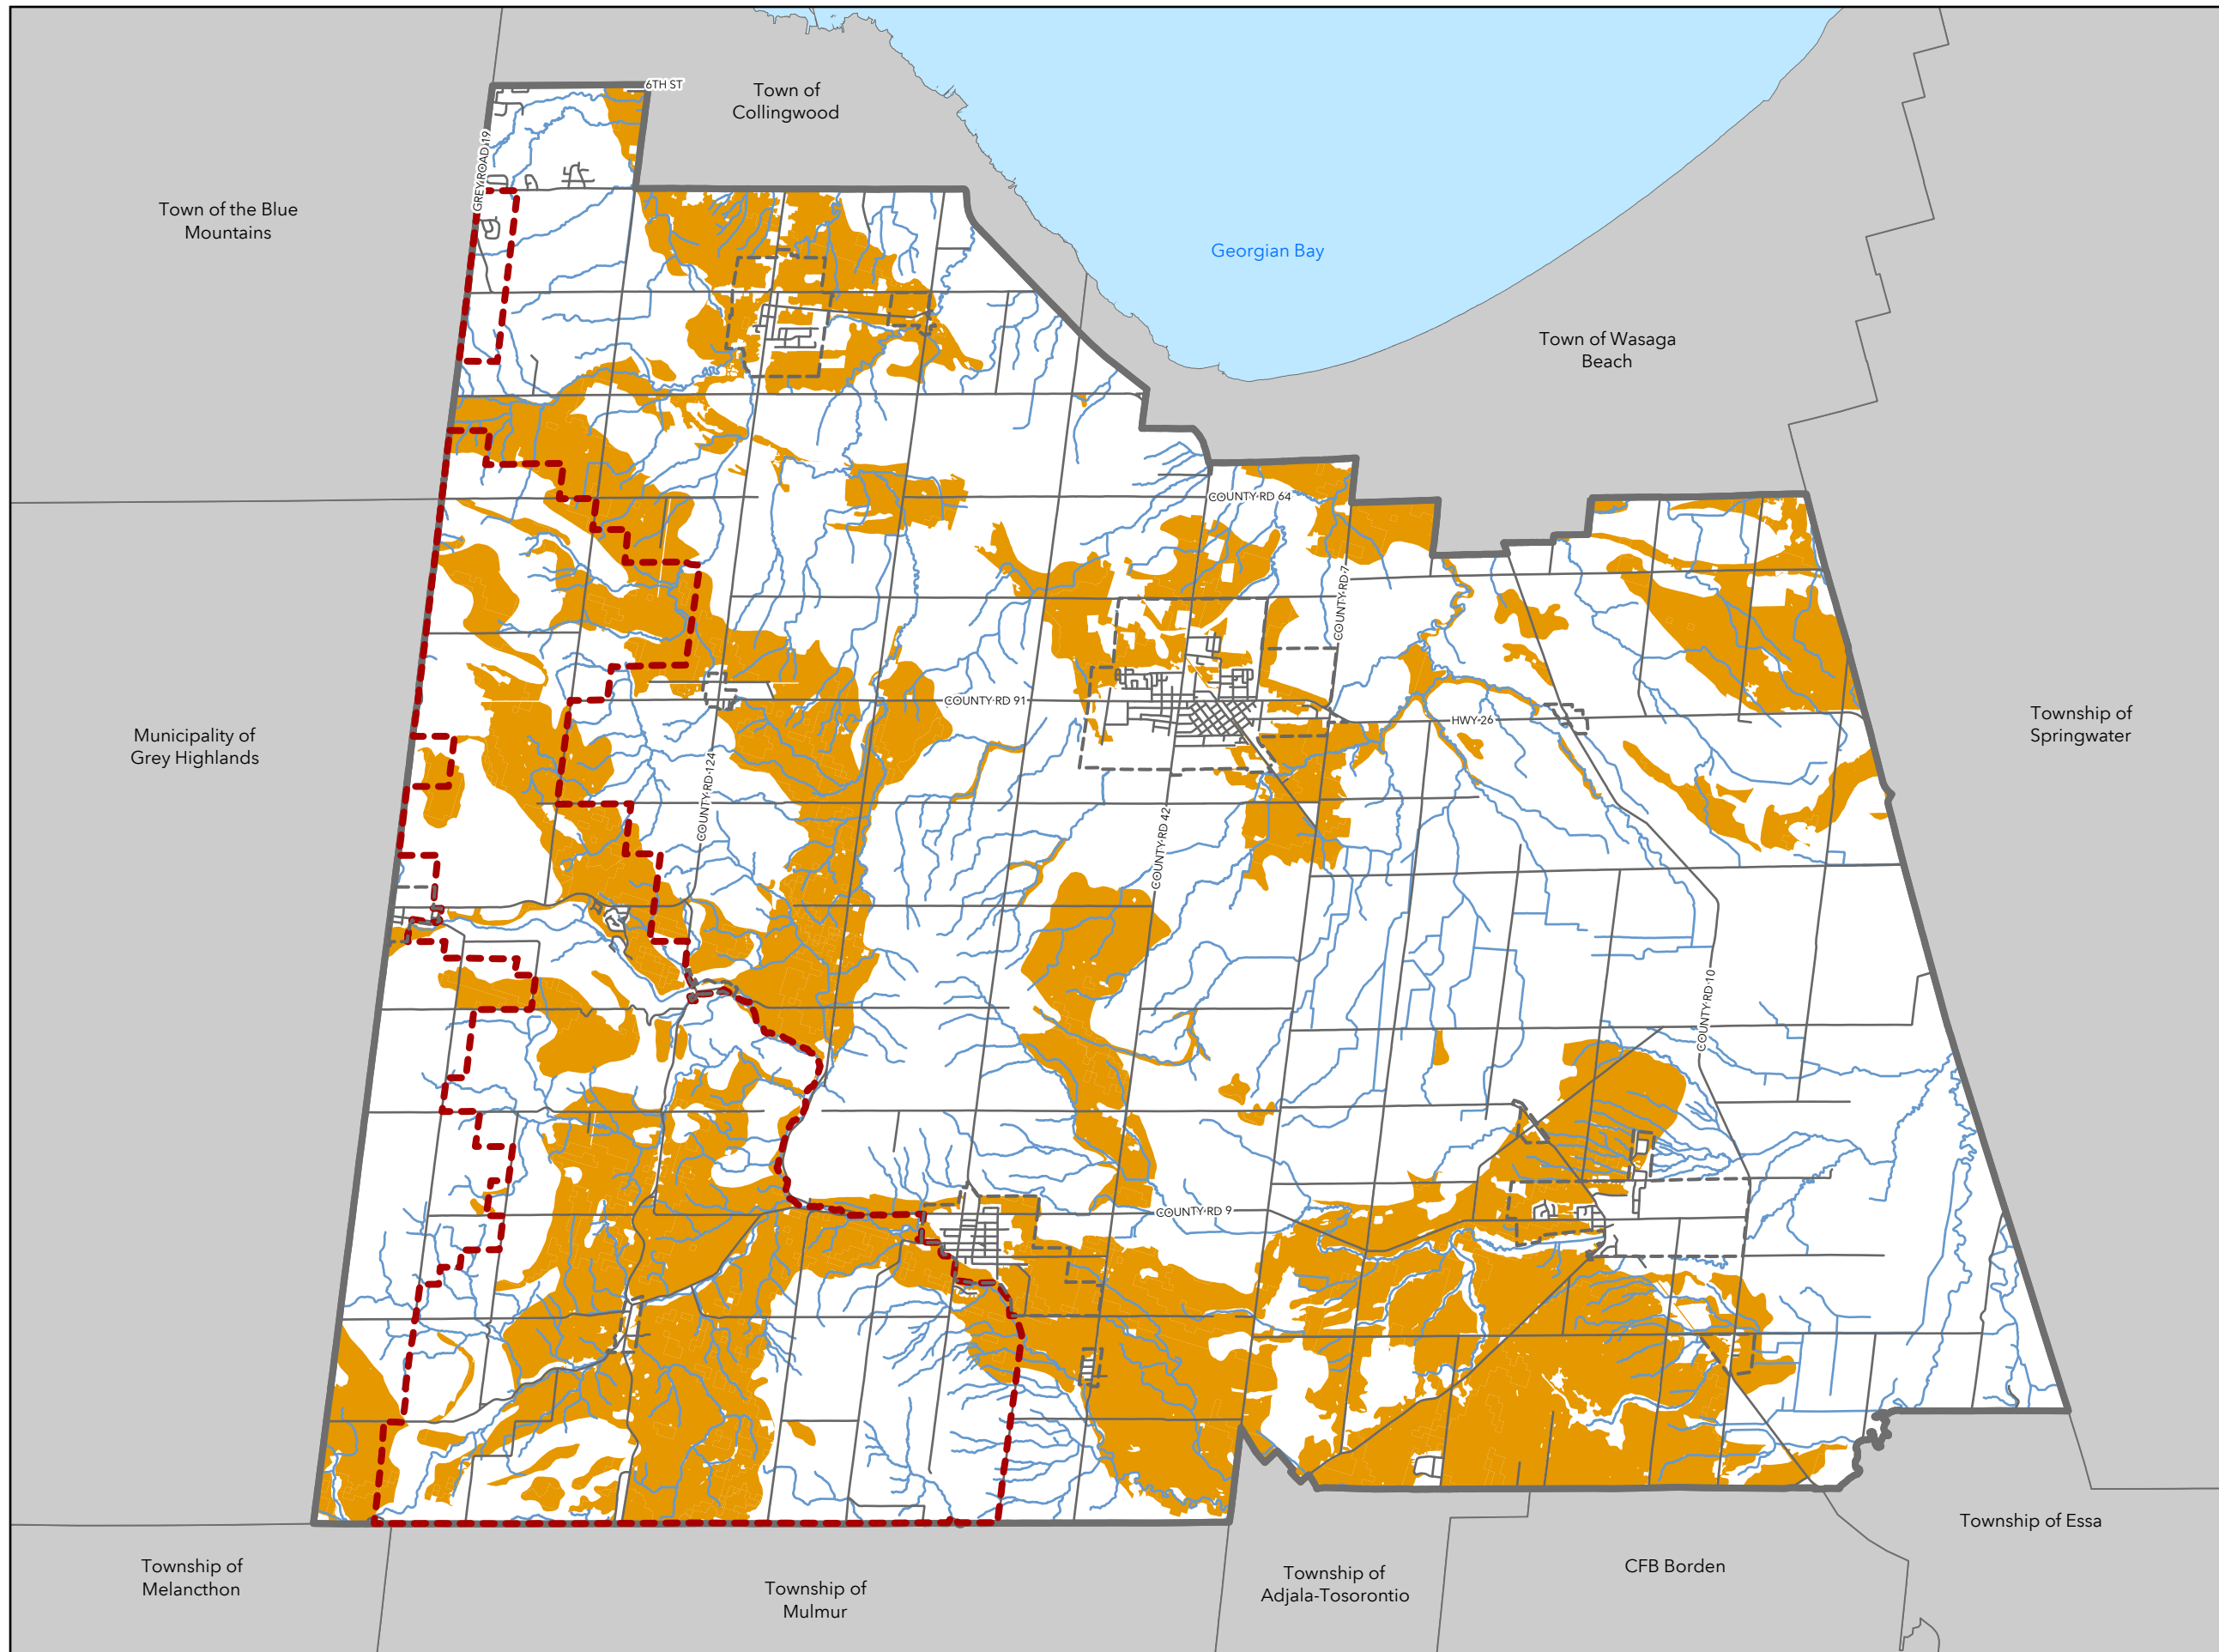 6TH ST
Town of
Collingwood
GREY ROAD 19
Town of the Blue
Mountains
Georgian Bay
Town of Wasaga
Beach
COUNTY RD 64
COUNTY RD 7
COUNTY RD 91
HWY 26
Township of
Springwater
Municipality of
Grey Highlands
COUNTY RD 124
COUNTY RD 42
COUNTY RD 10
COUNTY RD 9
Township of Essa
Township of
Melancthon
Township of
Mulmur
Township of
Adjala-Tosorontio
CFB Borden